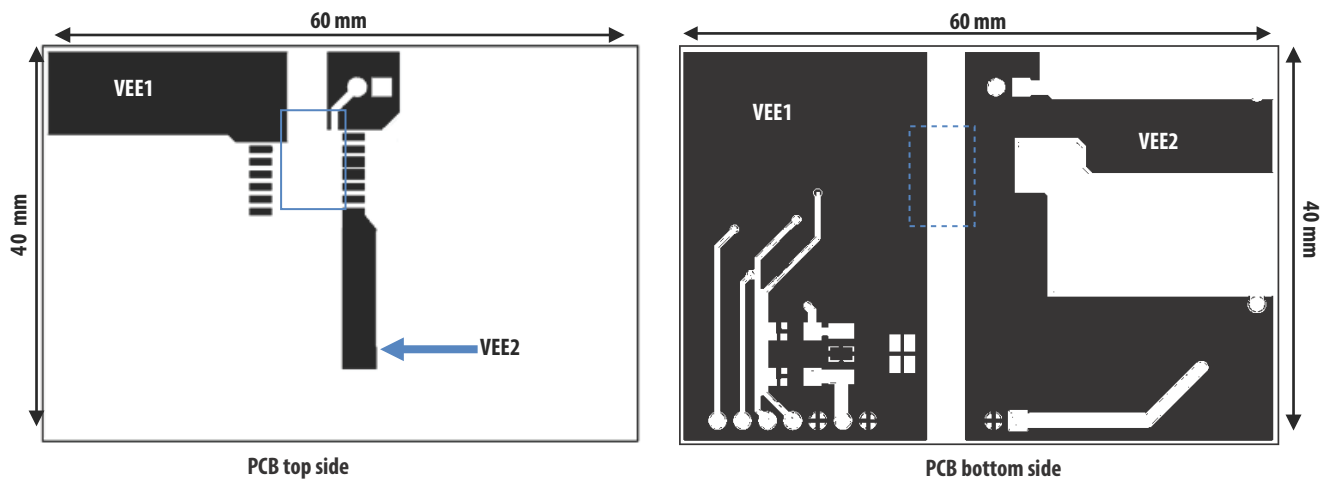 60 mm
60 mm
VEE1
40 mm
VEE2
PCB top side
VEE1
VEE2
40 mm
PCB bottom side